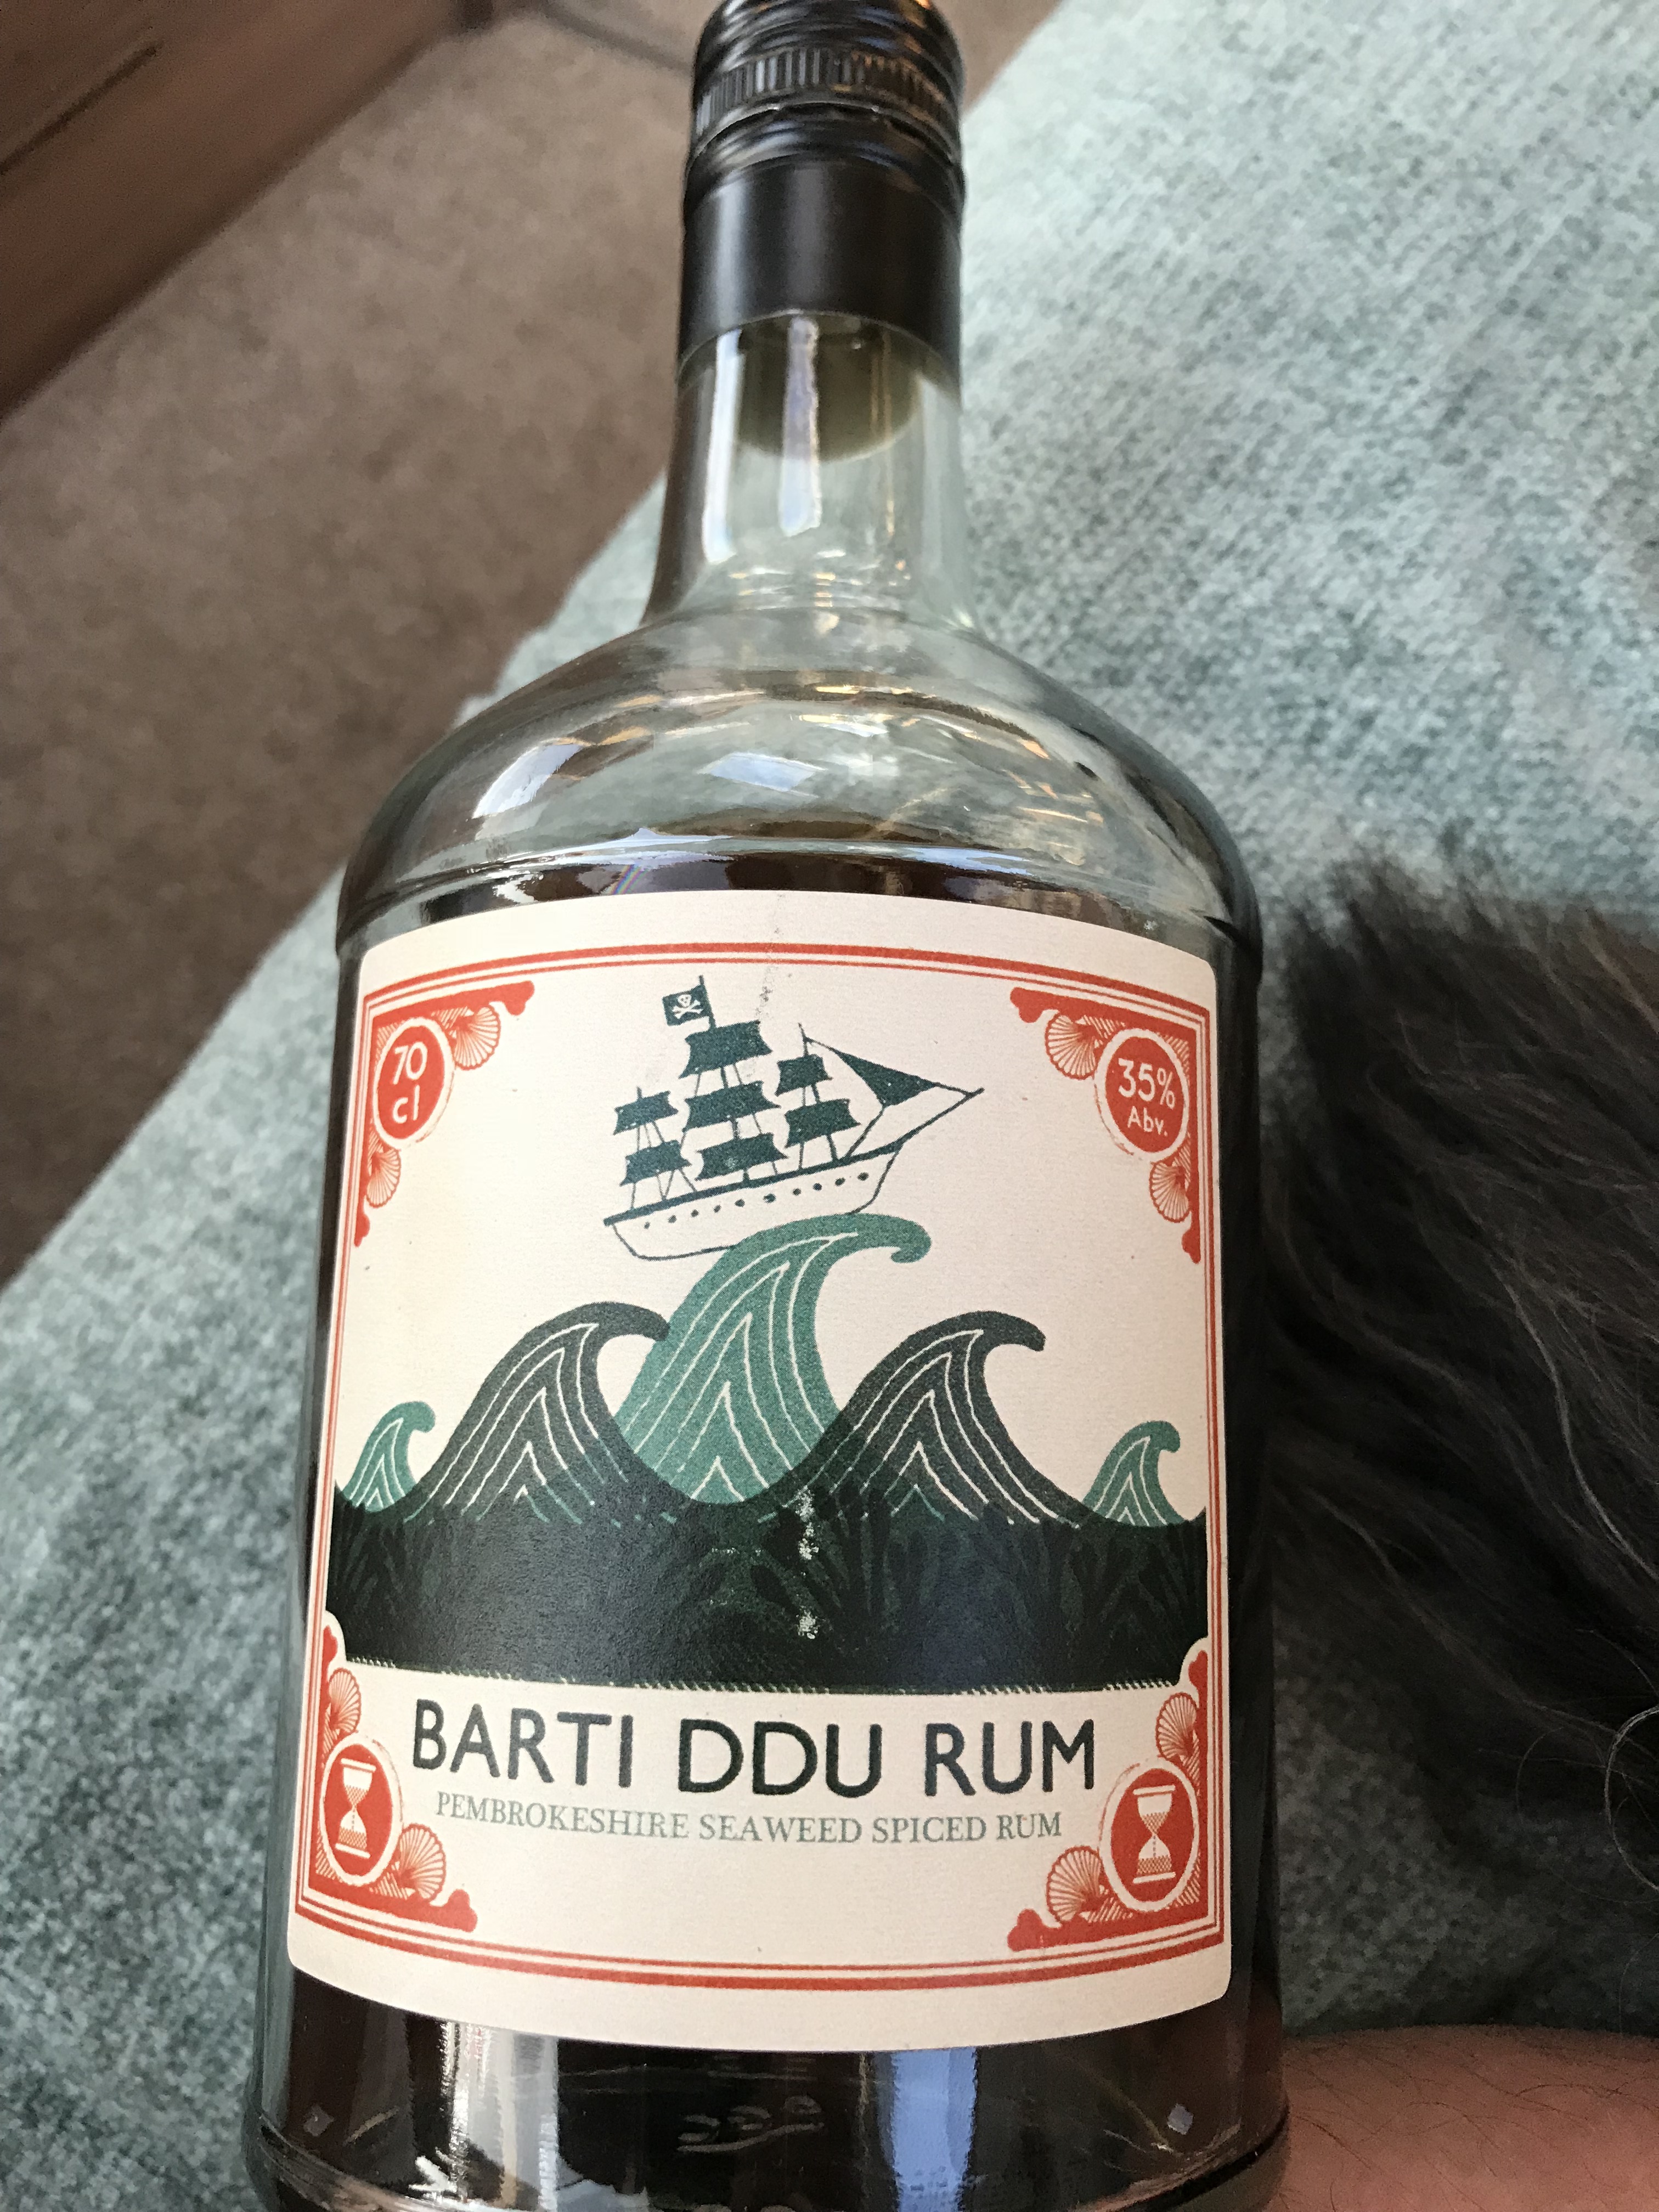 70
cl
35%
Abv.
BARTI DDU RUM
PEMBROKESHIRE SEAWEED SPICED RUM